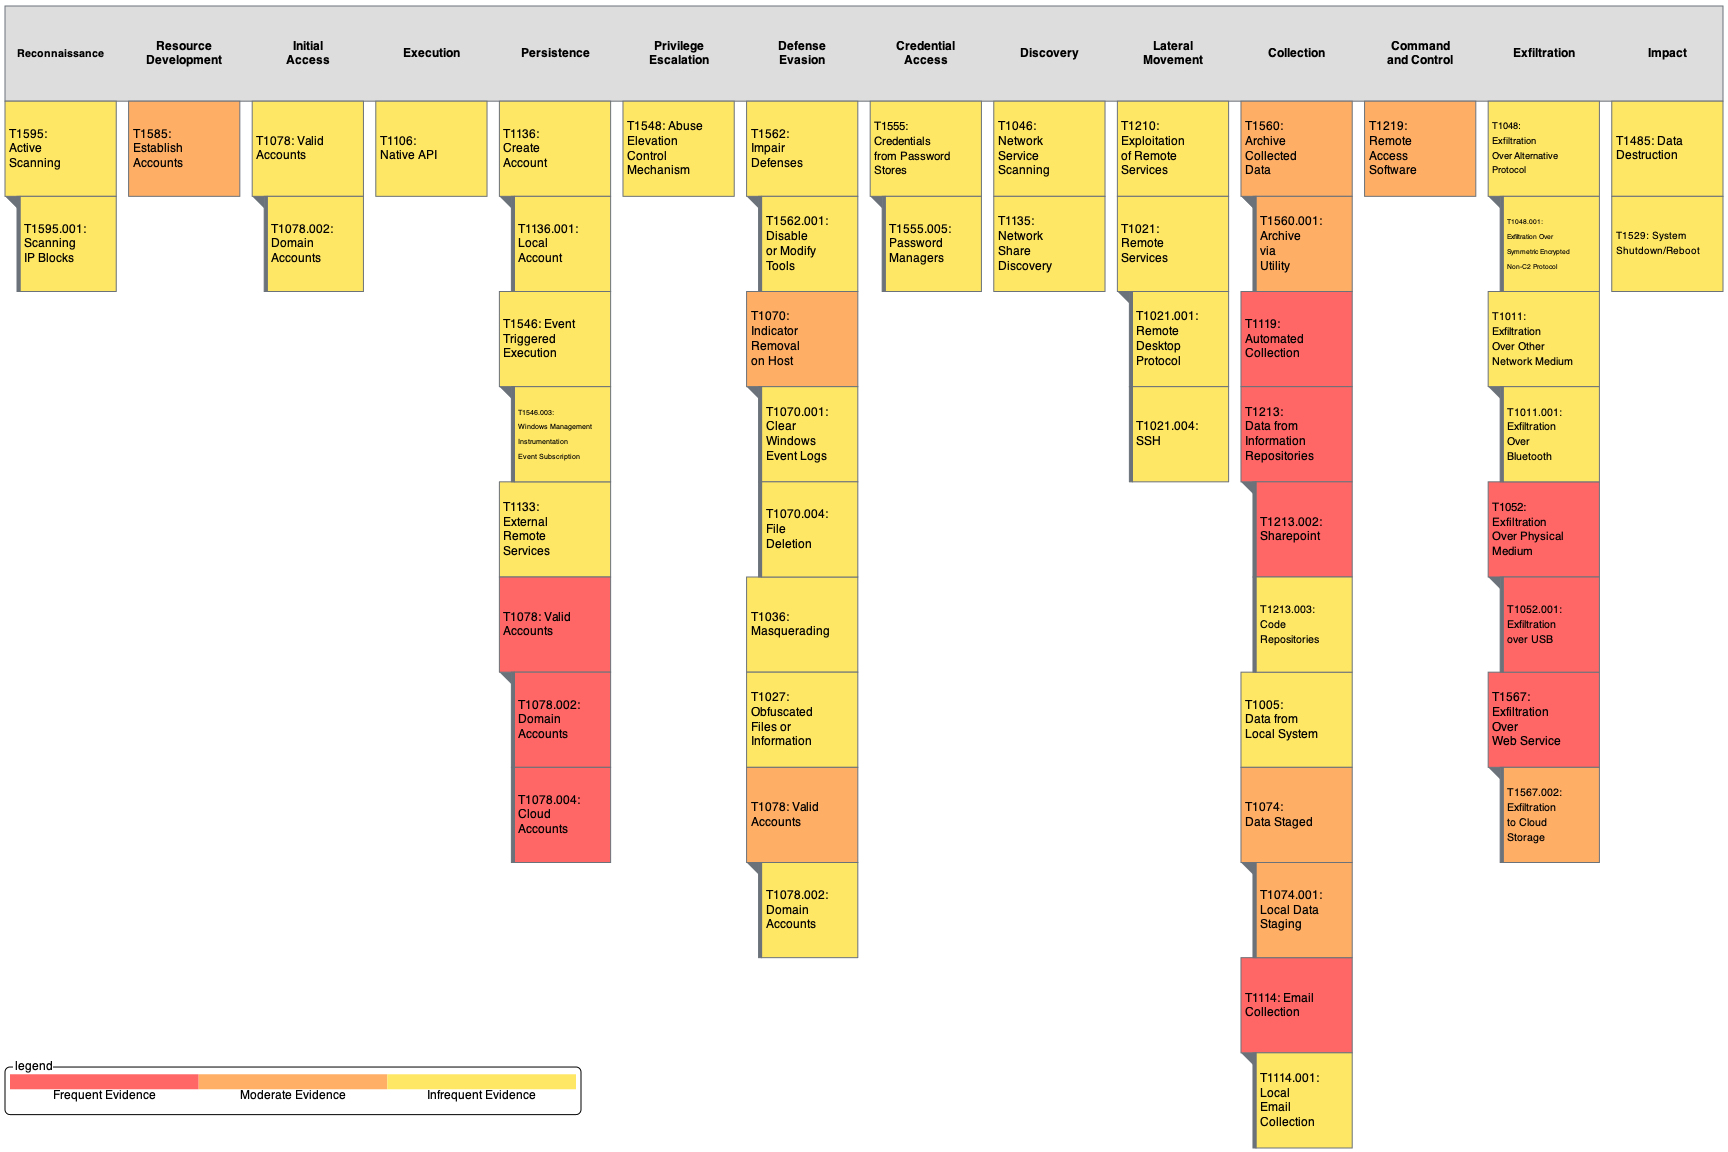 Reconnaissance
Resource
Development
Initial
Access
Execution
Persistence
Privilege
Escalation
Defense
Evasion
Credential
Access
Discovery
Lateral
Movement
Collection
Command
and Control
Exfiltration
Impact
T1595:
Active
Scanning
T1595.001:
Scanning
IP Blocks
T1585:
Establish
Accounts
T1078: Valid
Accounts
T1078.002:
Domain
Accounts
T1106:
Native API
T1136:
Create
Account
T1136.001:
Local
Account
T1546: Event
Triggered
Execution
T1546.003:
Windows Management
Instrumentation
Event Subscription
T1133:
External
Remote
Services
T1078: Valid
Accounts
T1078.002:
Domain
Accounts
T1078.004:
Cloud
Accounts
T1548: Abuse
Elevation
Control
Mechanism
T1562:
Impair
Defenses
T1562.001:
Disable
or Modify
Tools
T1070:
Indicator
Removal
on Host
T1070.001:
Clear
Windows
Event Logs
T1070.004:
File
Deletion
T1036:
Masquerading
T1027:
Obfuscated
Files or
Information
T1078: Valid
Accounts
T1078.002:
Domain
Accounts
T1555:
Credentials
from Password
Stores
T1555.005:
Password
Managers
T1046:
Network
Service
Scanning
T1135:
Network
Share
Discovery
T1210:
Exploitation
of Remote
Services
T1021:
Remote
Services
T1021.001:
Remote
Desktop
Protocol
T1021.004:
SSH
T1560:
Archive
Collected
Data
T1560.001:
Archive
via
Utility
T1119:
Automated
Collection
T1213:
Data from
Information
Repositories
T1213.002:
Sharepoint
T1213.003:
Code
Repositories
T1005:
Data from
Local System
T1074:
Data Staged
T1074.001:
Local Data
Staging
T1114: Email
Collection
T1114.001:
Local
Email
Collection
T1219:
Remote
Access
Software
T1048:
Exfiltration
Over Alternative
Protocol
T1048.001:
Exfiltration Over
Symmetric Encrypted
Non-C2 Protocol
T1011:
Exfiltration
Over Other
Network Medium
T1011.001:
Exfiltration
Over
Bluetooth
T1052:
Exfiltration
Over Physical
Medium
T1052.001:
Exfiltration
over USB
T1567:
Exfiltration
Over
Web Service
T1567.002:
Exfiltration
to Cloud
Storage
T1485: Data
Destruction
T1529: System
Shutdown/Reboot
legend
Frequent Evidence
Moderate Evidence
Infrequent Evidence